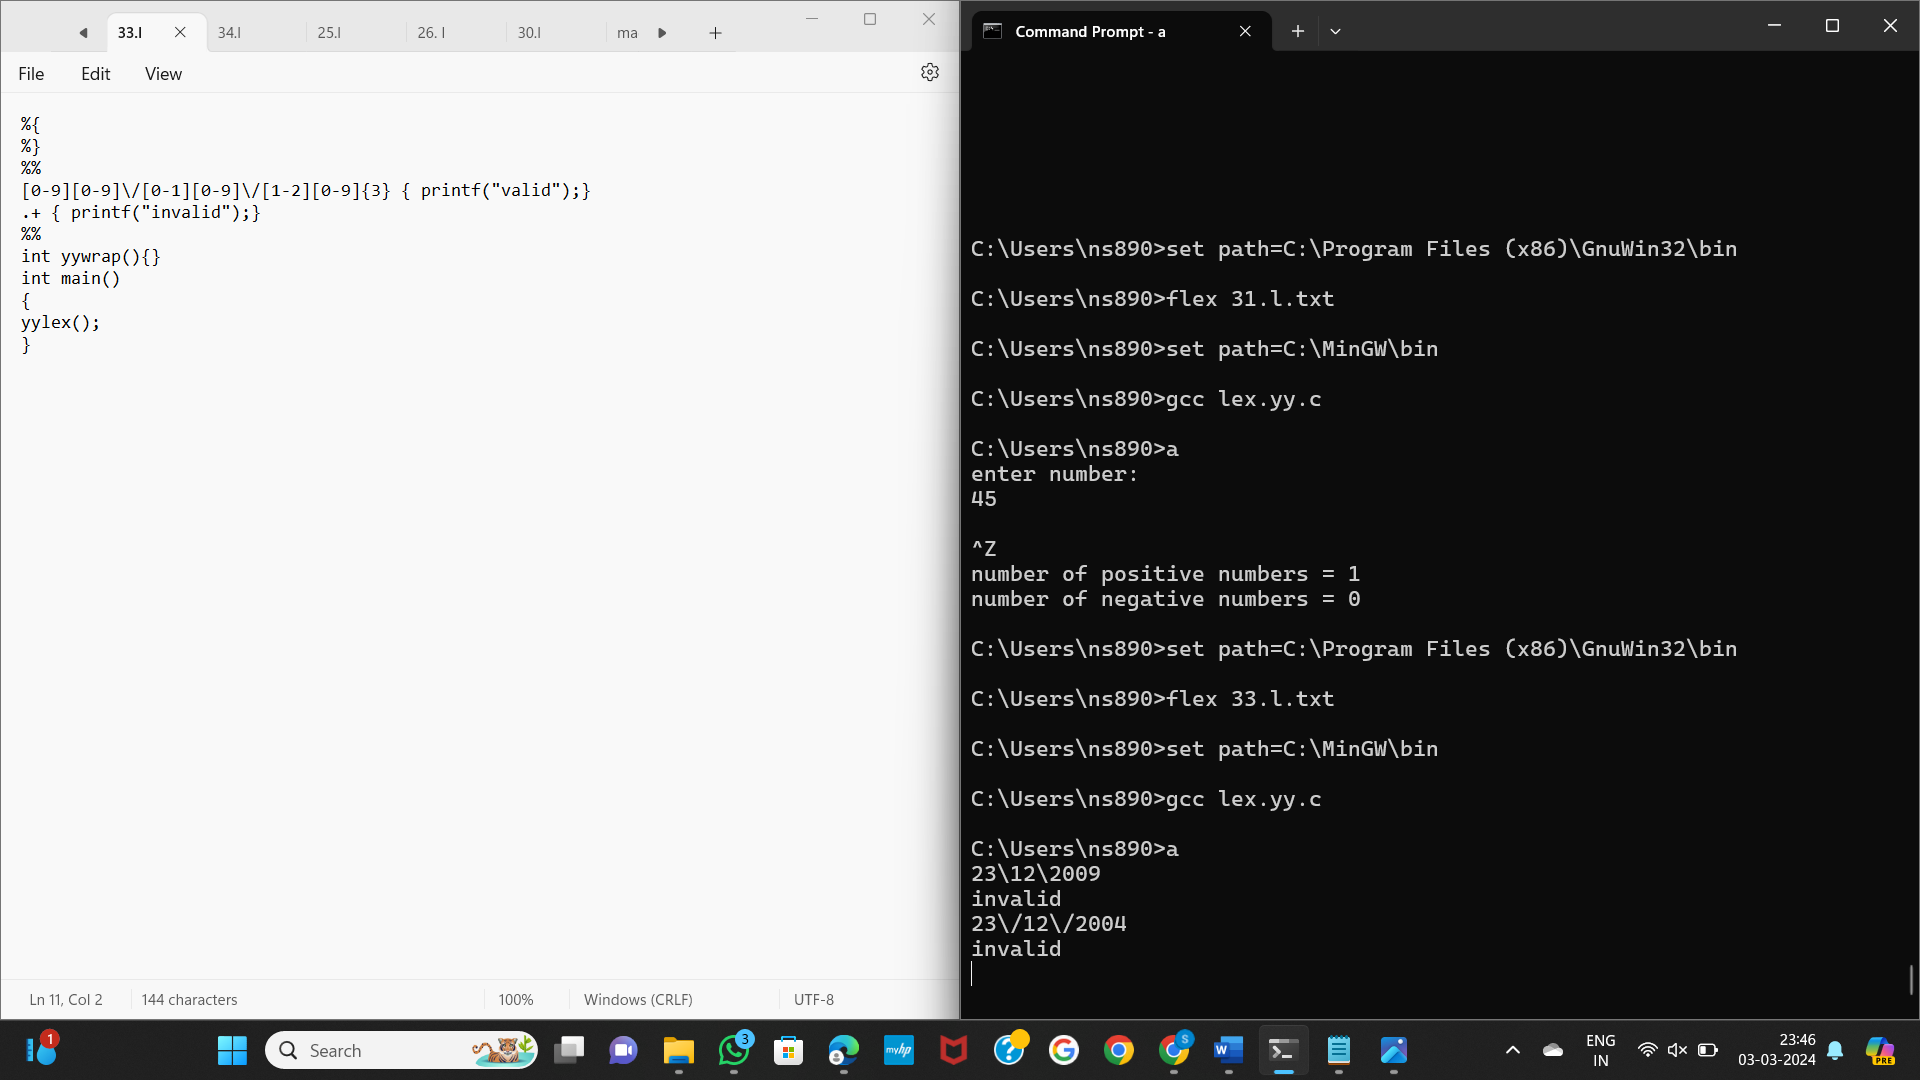 33.l
34.l
25.l
26. l
30.l
ma
File
Edit
View
%{
%}
%%
[0-9][0-9]\/[0-1][0-9]\/[1-2][0-9]{3} { printf("valid");}
.+ { printf("invalid");}
%%
int yywrap(){}
int main()
{
yylex();
}
Ln 11, Col 2
144 characters
100%
Windows (CRLF)
UTF-8
Command Prompt - a
C:\Users\ns890>set path=C:\Program Files (x86)\GnuWin32\bin
C:\Users\ns890>flex 31.l.txt
C:\Users\ns890>set path=C:\MinGW\bin
C:\Users\ns890>gcc lex.yy.c
C:\Users\ns890>a
enter number:
45
^Z
number of positive numbers = 1
number of negative numbers = 0
C:\Users\ns890>set path=C:\Program Files (x86)\GnuWin32\bin
C:\Users\ns890>flex 33.l.txt
C:\Users\ns890>set path=C:\MinGW\bin
C:\Users\ns890>gcc lex.yy.c
C:\Users\ns890>a
23\12\2009
invalid
23\/12\/2004
invalid
1
Search
3
myhp
?
G
S
W
ENG
IN
23:46
03-03-2024
PRE